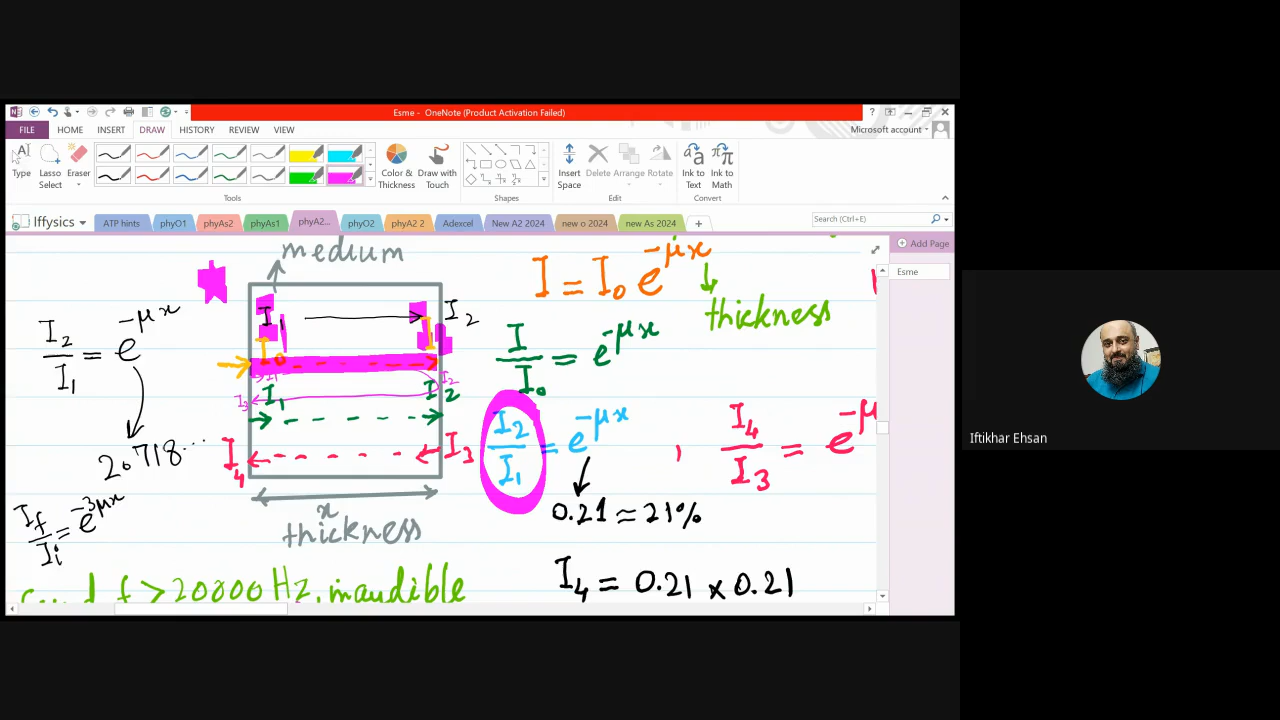 Esme - OneNote (Product Activation Failed)
FILE HOME INSERT DRAW HISTORY REVIEW VIEW
Microsoft account
Type
Lasso Select
Eraser
Color & Thickness
Draw with Touch
Insert Space
Delete
Arrange
Rotate
Ink to Text
Ink to Math
Tools
Shapes
Edit
Convert
Iffysics
ATP hints
phyO1
phyAs2
phyAs1
phyA2...
phyO2
phyA2 2
Adexcel
New A2 2024
new o 2024
new As 2024
Search (Ctrl+E)
Add Page
Esme
medium
I = I₀ e^-μx
thickness
I₁ → I₂
I₂/I₁ = e^-μx
I₀
I
I/I₀ = e^-μx
I₁
I₂
I₃
I₁ I₂
I₂/I₁ = e^-μx , I₄/I₃ = e^-μ
I₄ I₃
2.718...
0.21 ≈ 21%
x
thickness
If/Ii = e^-3μx
I₄ = 0.21 × 0.21
f > 20000 Hz, inaudible
Iftikhar Ehsan